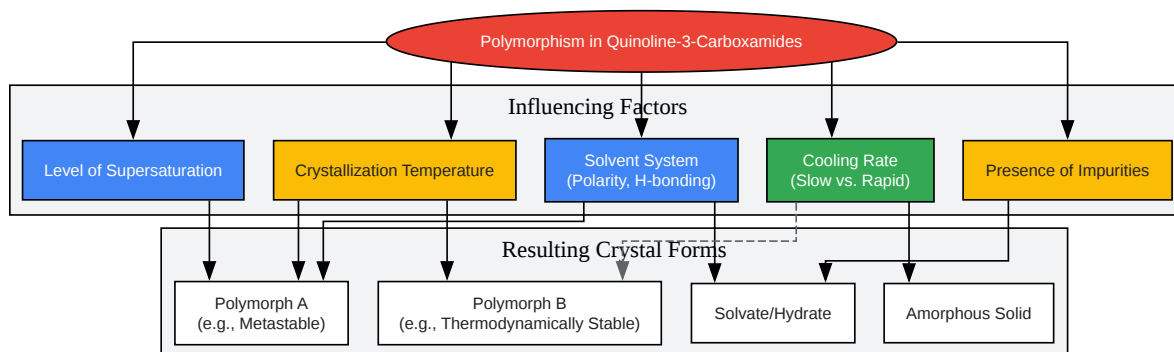 Polymorphism in Quinoline-3-Carboxamides
Influencing Factors
Level of Supersaturation
Crystallization Temperature
Solvent System
(Polarity, H-bonding)
Cooling Rate
(Slow vs. Rapid)
Presence of Impurities
Resulting Crystal Forms
Polymorph A
(e.g., Metastable)
Polymorph B
(e.g., Thermodynamically Stable)
Solvate/Hydrate
Amorphous Solid